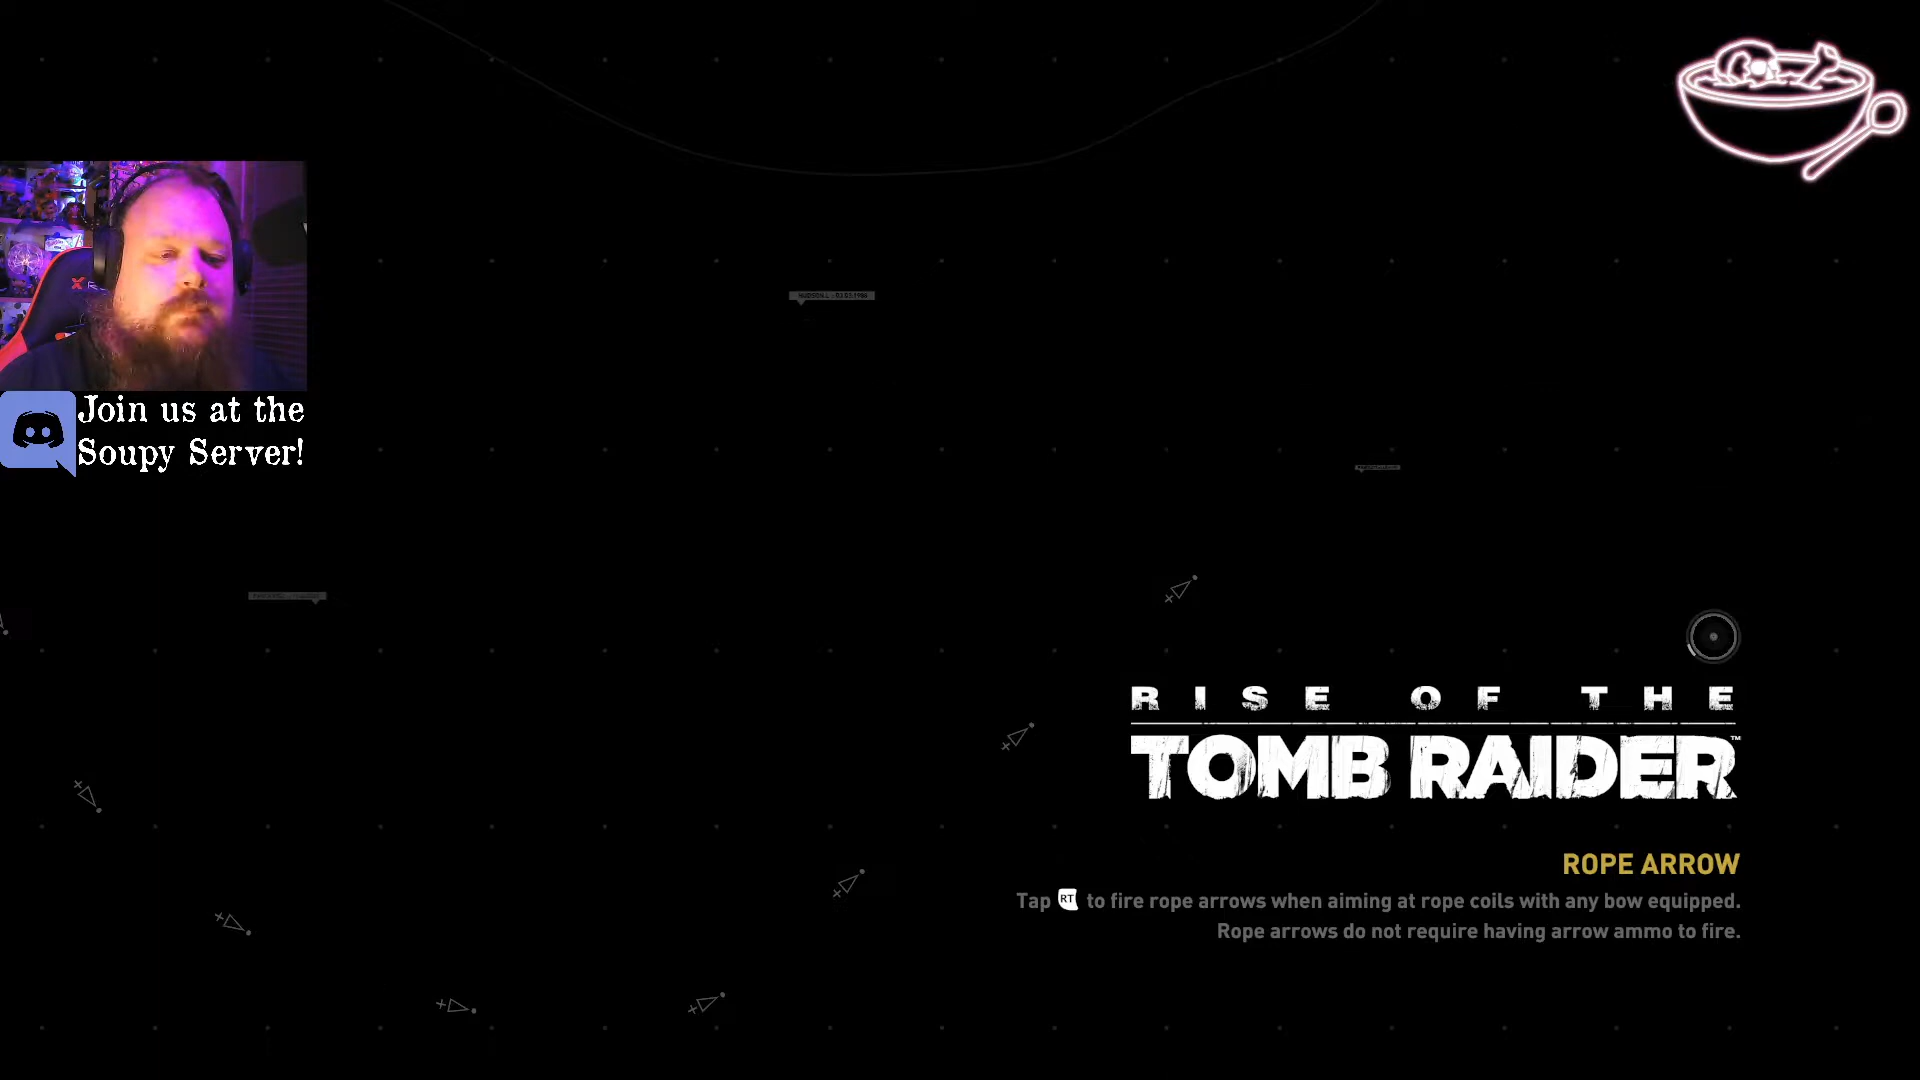 Join us at the
Soupy Server!
RISE OF THE
TOMB RAIDER™
ROPE ARROW
Tap RT to fire rope arrows when aiming at rope coils with any bow equipped.
Rope arrows do not require having arrow ammo to fire.